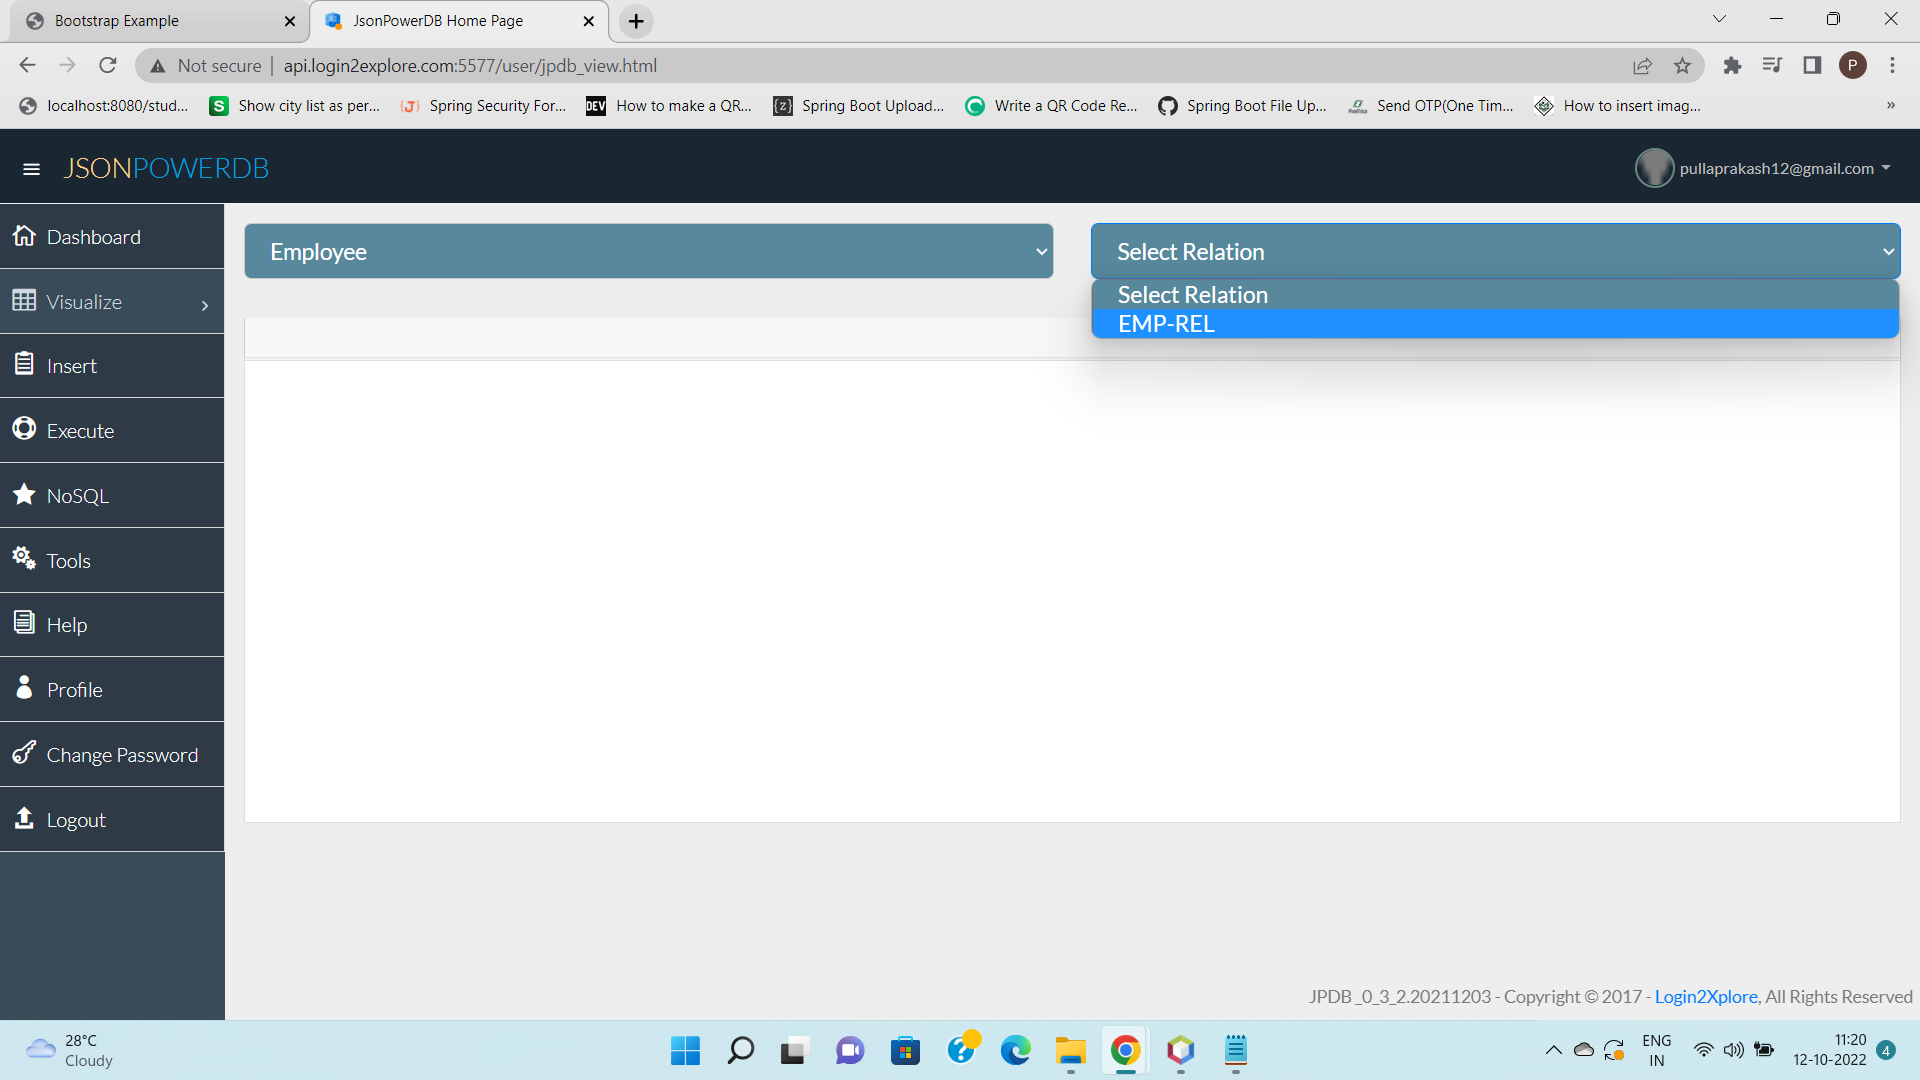 Bootstrap Example
JsonPowerDB Home Page
Not secure | api.login2explore.com:5577/user/jpdb_view.html
P
localhost:8080/stud...
Show city list as per...
Spring Security For...
DEV
How to make a QR...
Spring Boot Upload...
Write a QR Code Re...
Spring Boot File Up...
Send OTP(One Tim...
How to insert imag...
»
JSONPOWERDB
pullaprakash12@gmail.com
Dashboard
Visualize
Insert
Execute
NoSQL
Tools
Help
Profile
Change Password
Logout
Employee
Select Relation
Select Relation
EMP-REL
JPDB_0_3_2.20211203 - Copyright © 2017 - Login2Xplore, All Rights Reserved
28°C
Cloudy
ENG
IN
11:20
12-10-2022
4